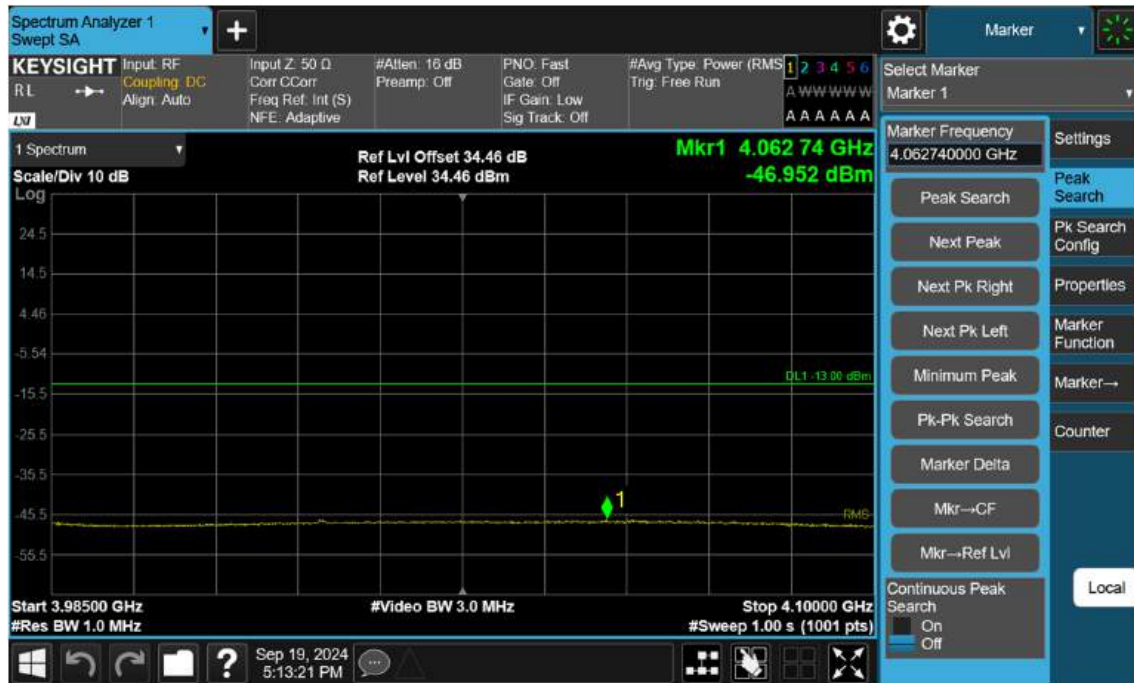 Spectrum Analyzer 1
Swept SA
Marker
KEYSIGHT
RL
LXI
Input: RF
Coupling: DC
Align: Auto
Input Z: 50 Ω
Corr CCorr
Freq Ref: Int (S)
NFE: Adaptive
#Atten: 16 dB
Preamp: Off
PNO: Fast
Gate: Off
IF Gain: Low
Sig Track: Off
#Avg Type: Power (RMS
Trig: Free Run
1 2 3 4 5 6
A W W W W W
A A A A A A
Select Marker
Marker 1
1 Spectrum
Scale/Div 10 dB
Log
Ref Lvl Offset 34.46 dB
Ref Level 34.46 dBm
Mkr1 4.062 74 GHz
-46.952 dBm
24.5
14.5
4.46
-5.54
-15.5
-25.5
-35.5
-45.5
-55.5
DL1 -13.00 dBm
1
RMS
Start 3.98500 GHz
#Res BW 1.0 MHz
#Video BW 3.0 MHz
Stop 4.10000 GHz
#Sweep 1.00 s (1001 pts)
Marker Frequency
4.062740000 GHz
Peak Search
Next Peak
Next Pk Right
Next Pk Left
Minimum Peak
Pk-Pk Search
Marker Delta
Mkr→CF
Mkr→Ref Lvl
Continuous Peak
Search
On
Off
Settings
Peak
Search
Pk Search
Config
Properties
Marker
Function
Marker→
Counter
Local
?
Sep 19, 2024
5:13:21 PM